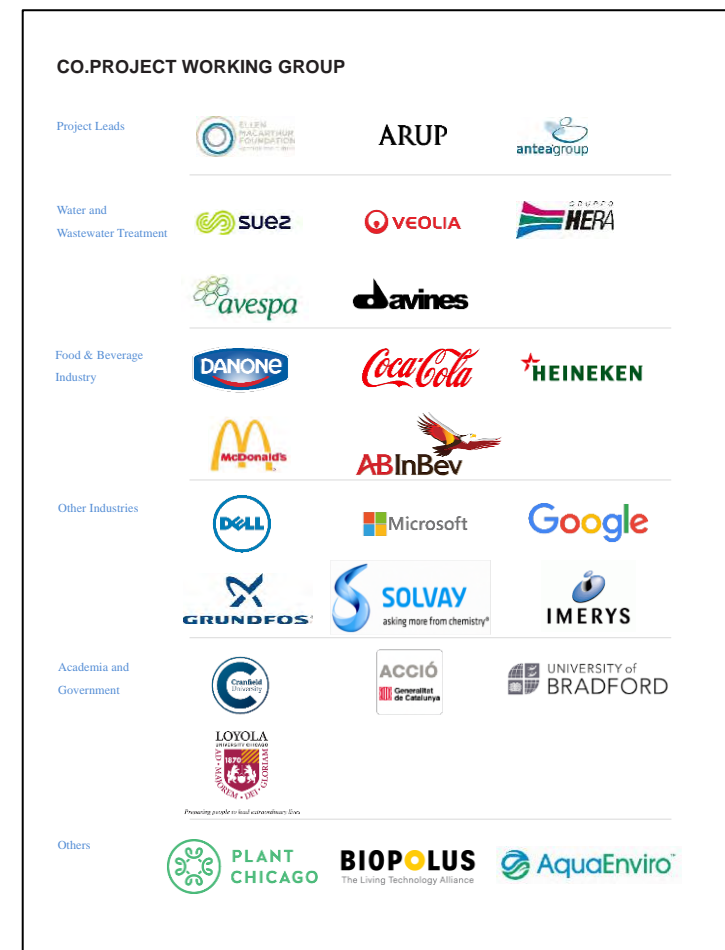 CO.PROJECT WORKING GROUP
Project Leads
ELLEN
MACARTHUR
FOUNDATION
ARUP
anteagroup
Water and
Wastewater Treatment
suez
VEOLIA
GRUPPO
HERA
avespa
davines
Food & Beverage
Industry
DANONE
Coca-Cola
HEINEKEN
McDonald's
ABInBev
Other Industries
DELL
Microsoft
Google
GRUNDFOS
SOLVAY
asking more from chemistry®
IMERYS
Academia and
Government
Cranfield
University
ACCIÓ
Generalitat
de Catalunya
UNIVERSITY of
BRADFORD
LOYOLA
UNIVERSITY CHICAGO
1870
AD • MAJOREM • DEI • GLORIAM
Preparing people to lead extraordinary lives
Others
PLANT
CHICAGO
BIOPOLUS
The Living Technology Alliance
AquaEnviro™